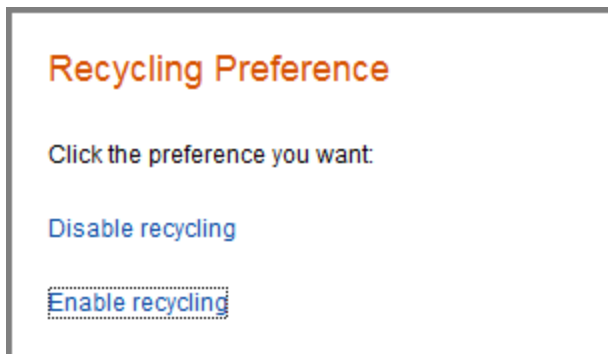 Recycling Preference
Click the preference you want:
Disable recycling
Enable recycling